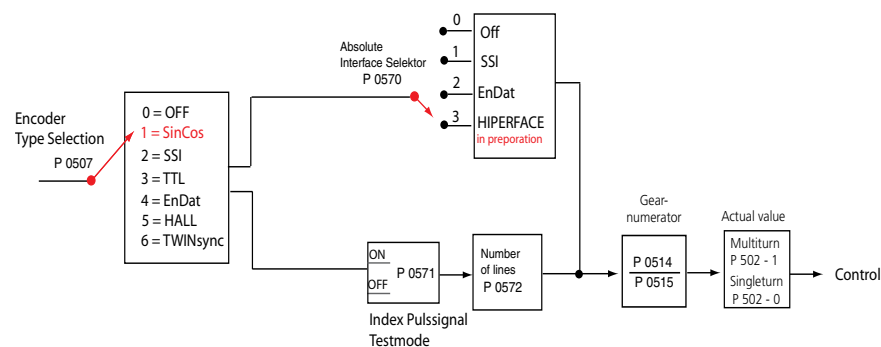 Encoder
Type Selection
P 0507
0 = OFF
1 = SinCos
2 = SSI
3 = TTL
4 = EnDat
5 = HALL
6 = TWINsync
Absolute
Interface Selektor
P 0570
0
Off
1
SSI
2
EnDat
3
HIPERFACE
in preporation
ON
P 0571
OFF
Index Pulssignal
Testmode
Number
of lines
P 0572
Gear-
numerator
P 0514
P 0515
Actual value
Multiturn
P 502 - 1
Singleturn
P 502 - 0
Control